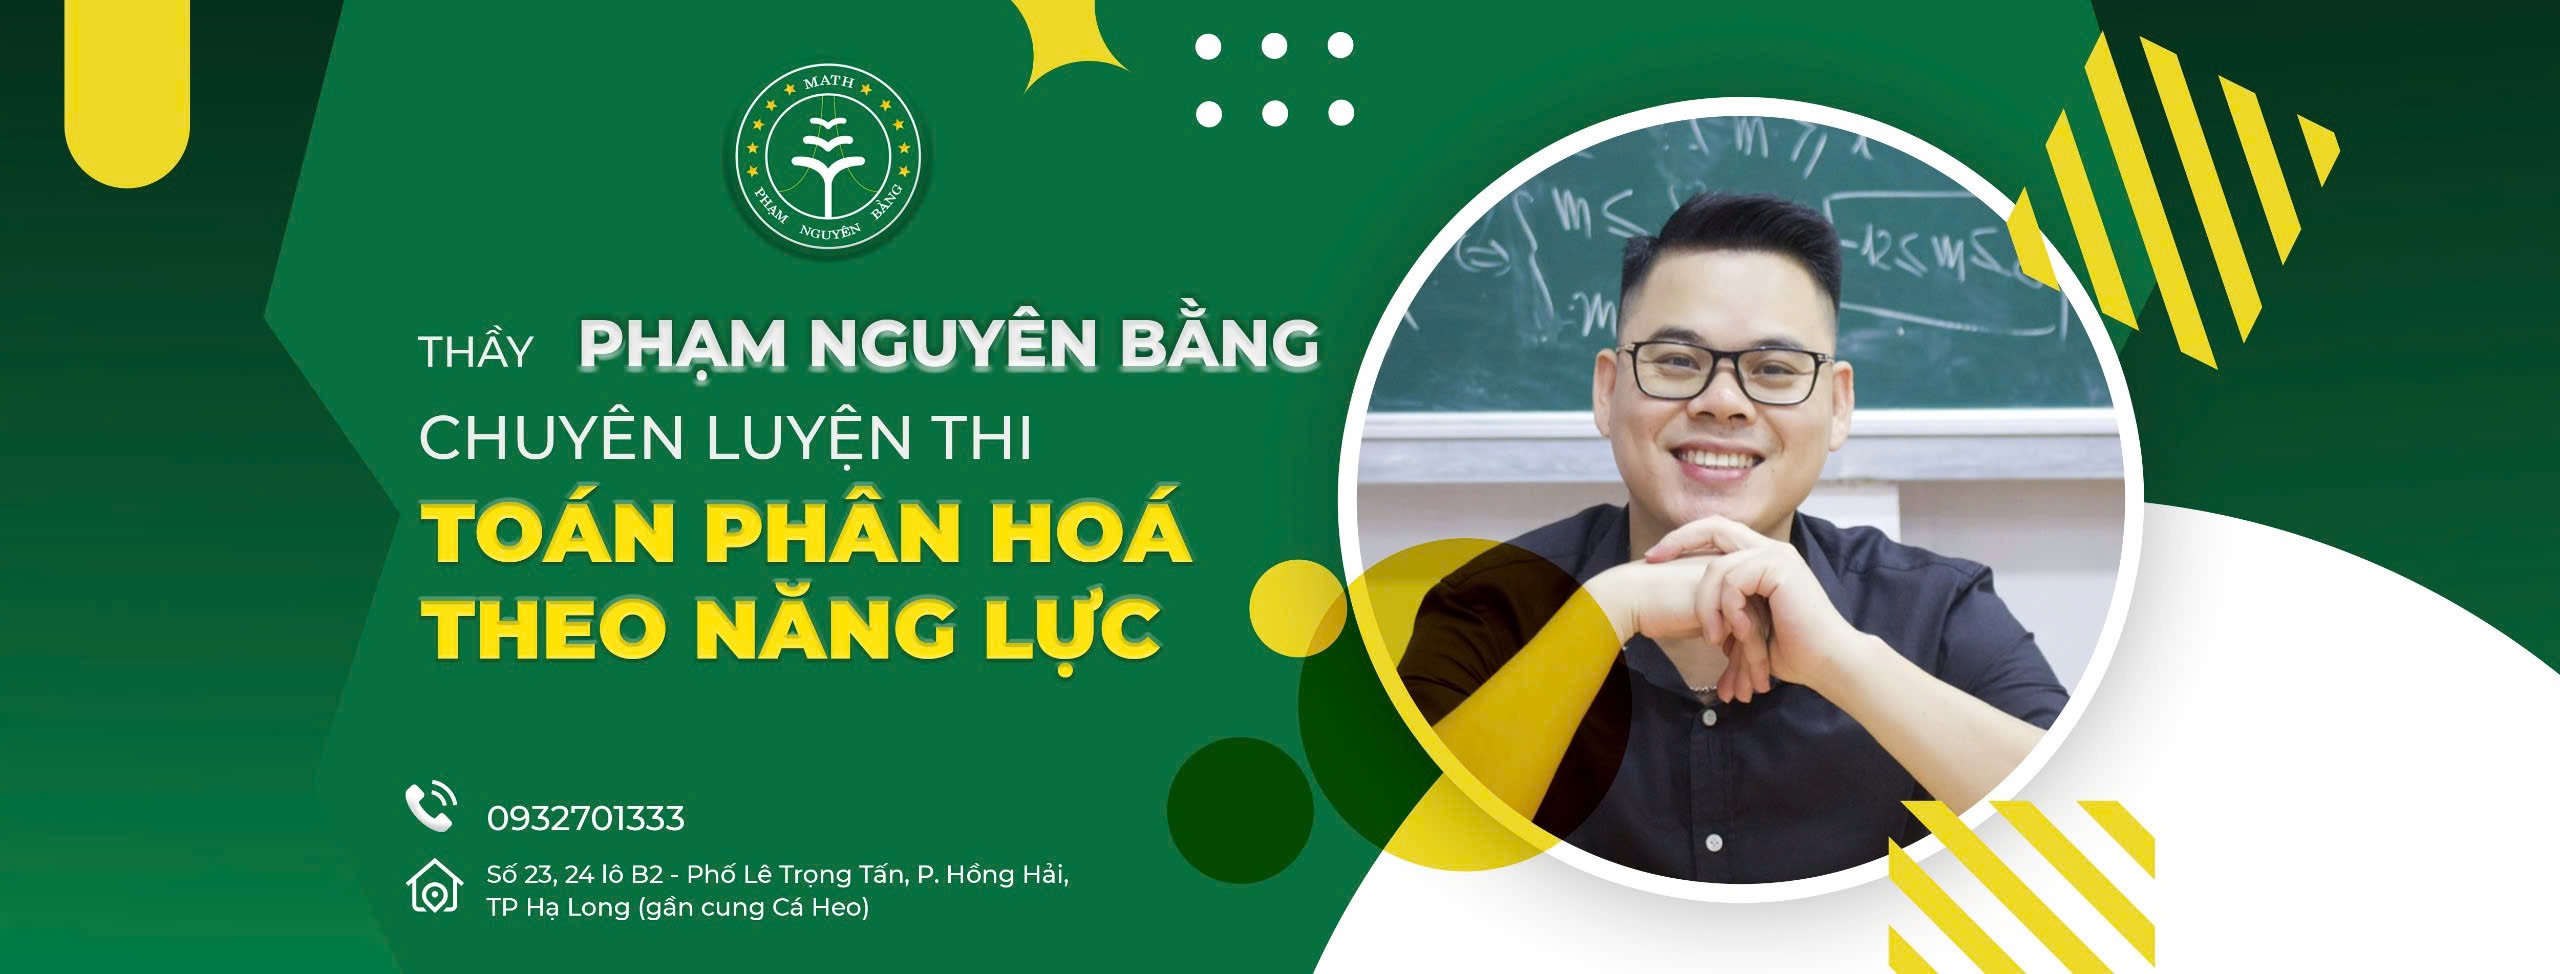 MATH
PHẠM NGUYÊN BẰNG
THẦY PHẠM NGUYÊN BẰNG
CHUYÊN LUYỆN THI
TOÁN PHÂN HOÁ
THEO NĂNG LỰC
0932701333
Số 23, 24 lô B2 - Phố Lê Trọng Tấn, P. Hồng Hải,
TP Hạ Long (gần cung Cá Heo)
m ≤
-12 ≤ m ≤